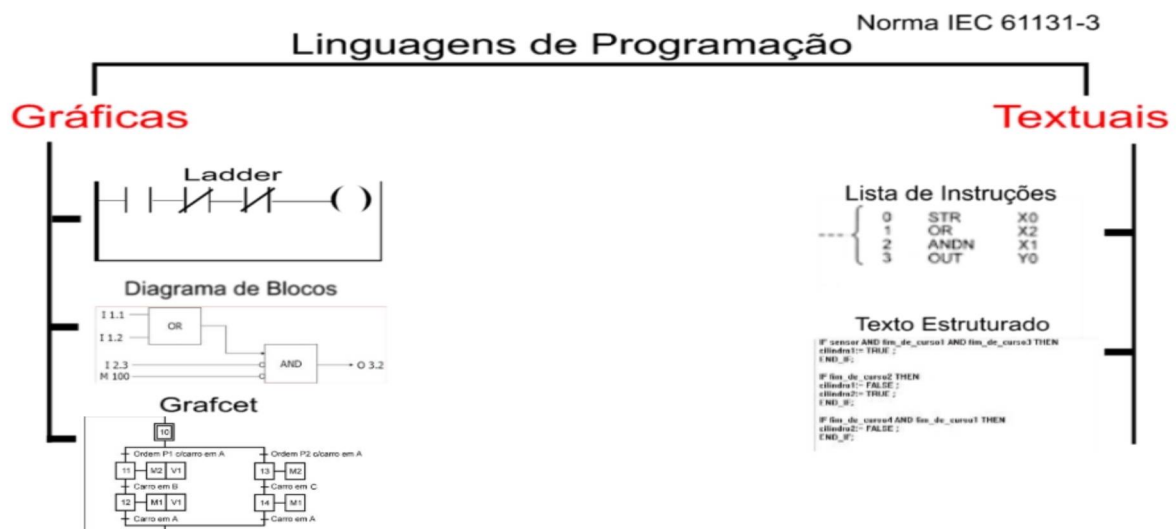 Norma IEC 61131-3
Linguagens de Programação
Gráficas
Textuais
Ladder
Diagrama de Blocos
I 1.1
OR
I 1.2
I 2.3
AND
O 3.2
M 100
Grafcet
10
Ordem P1 c/carro em A
Ordem P2 c/carro em A
11 M2 V1
13 M2
Carro em B
Carro em C
12 M1 V1
14 M1
Carro em A
Carro em A
Lista de Instruções
0 STR X0
1 OR X2
2 ANDN X1
3 OUT Y0
Texto Estruturado
IF sensor AND fim_de_curso1 AND fim_de_curso3 THEN
cilindro1:= TRUE ;
END_IF;
IF fim_de_curso2 THEN
cilindro1:= FALSE ;
cilindro2:= TRUE ;
END_IF;
IF fim_de_curso4 AND fim_de_curso1 THEN
cilindro2:= FALSE ;
END_IF;